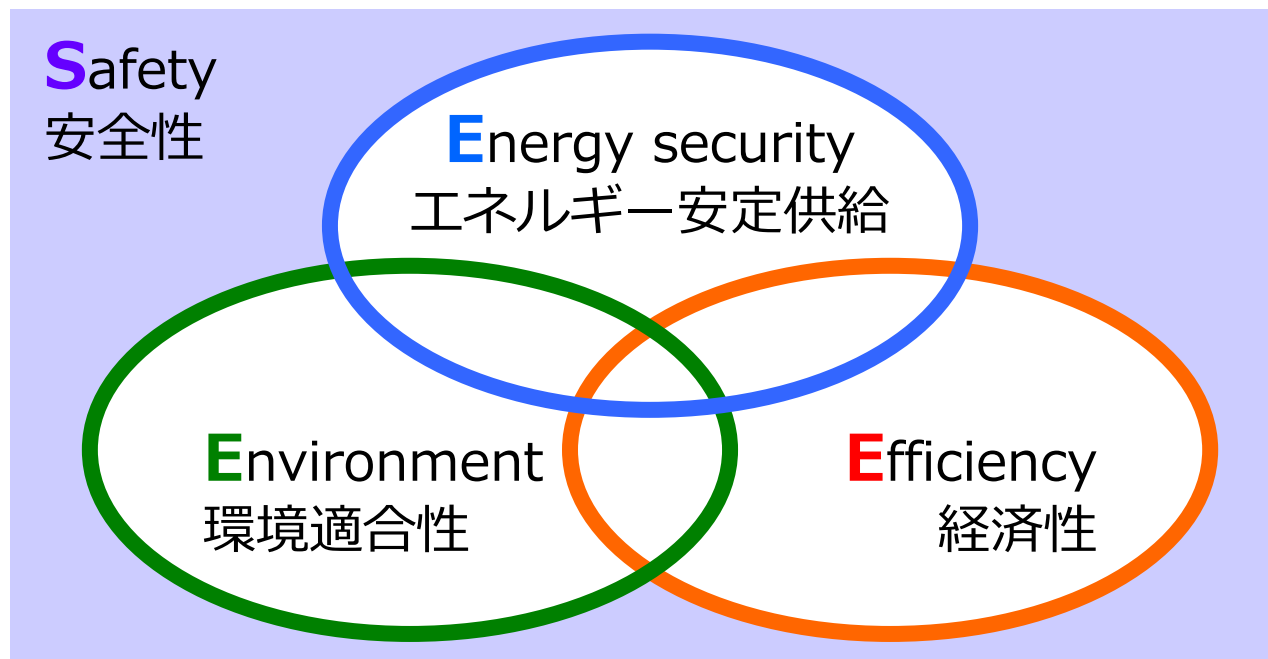 Safety
安全性
Energy security
エネルギー安定供給
Environment
環境適合性
Efficiency
経済性